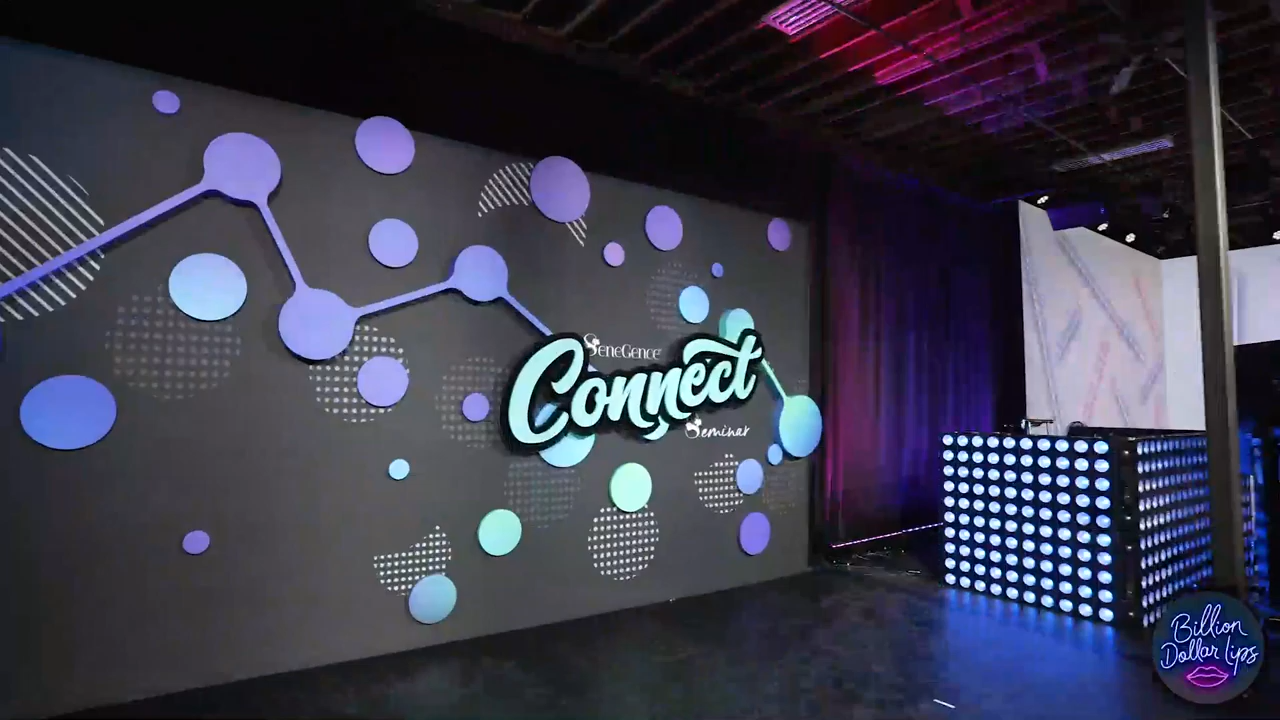 SeneGence
Connect
Seminar
Billion
Dollar Lips